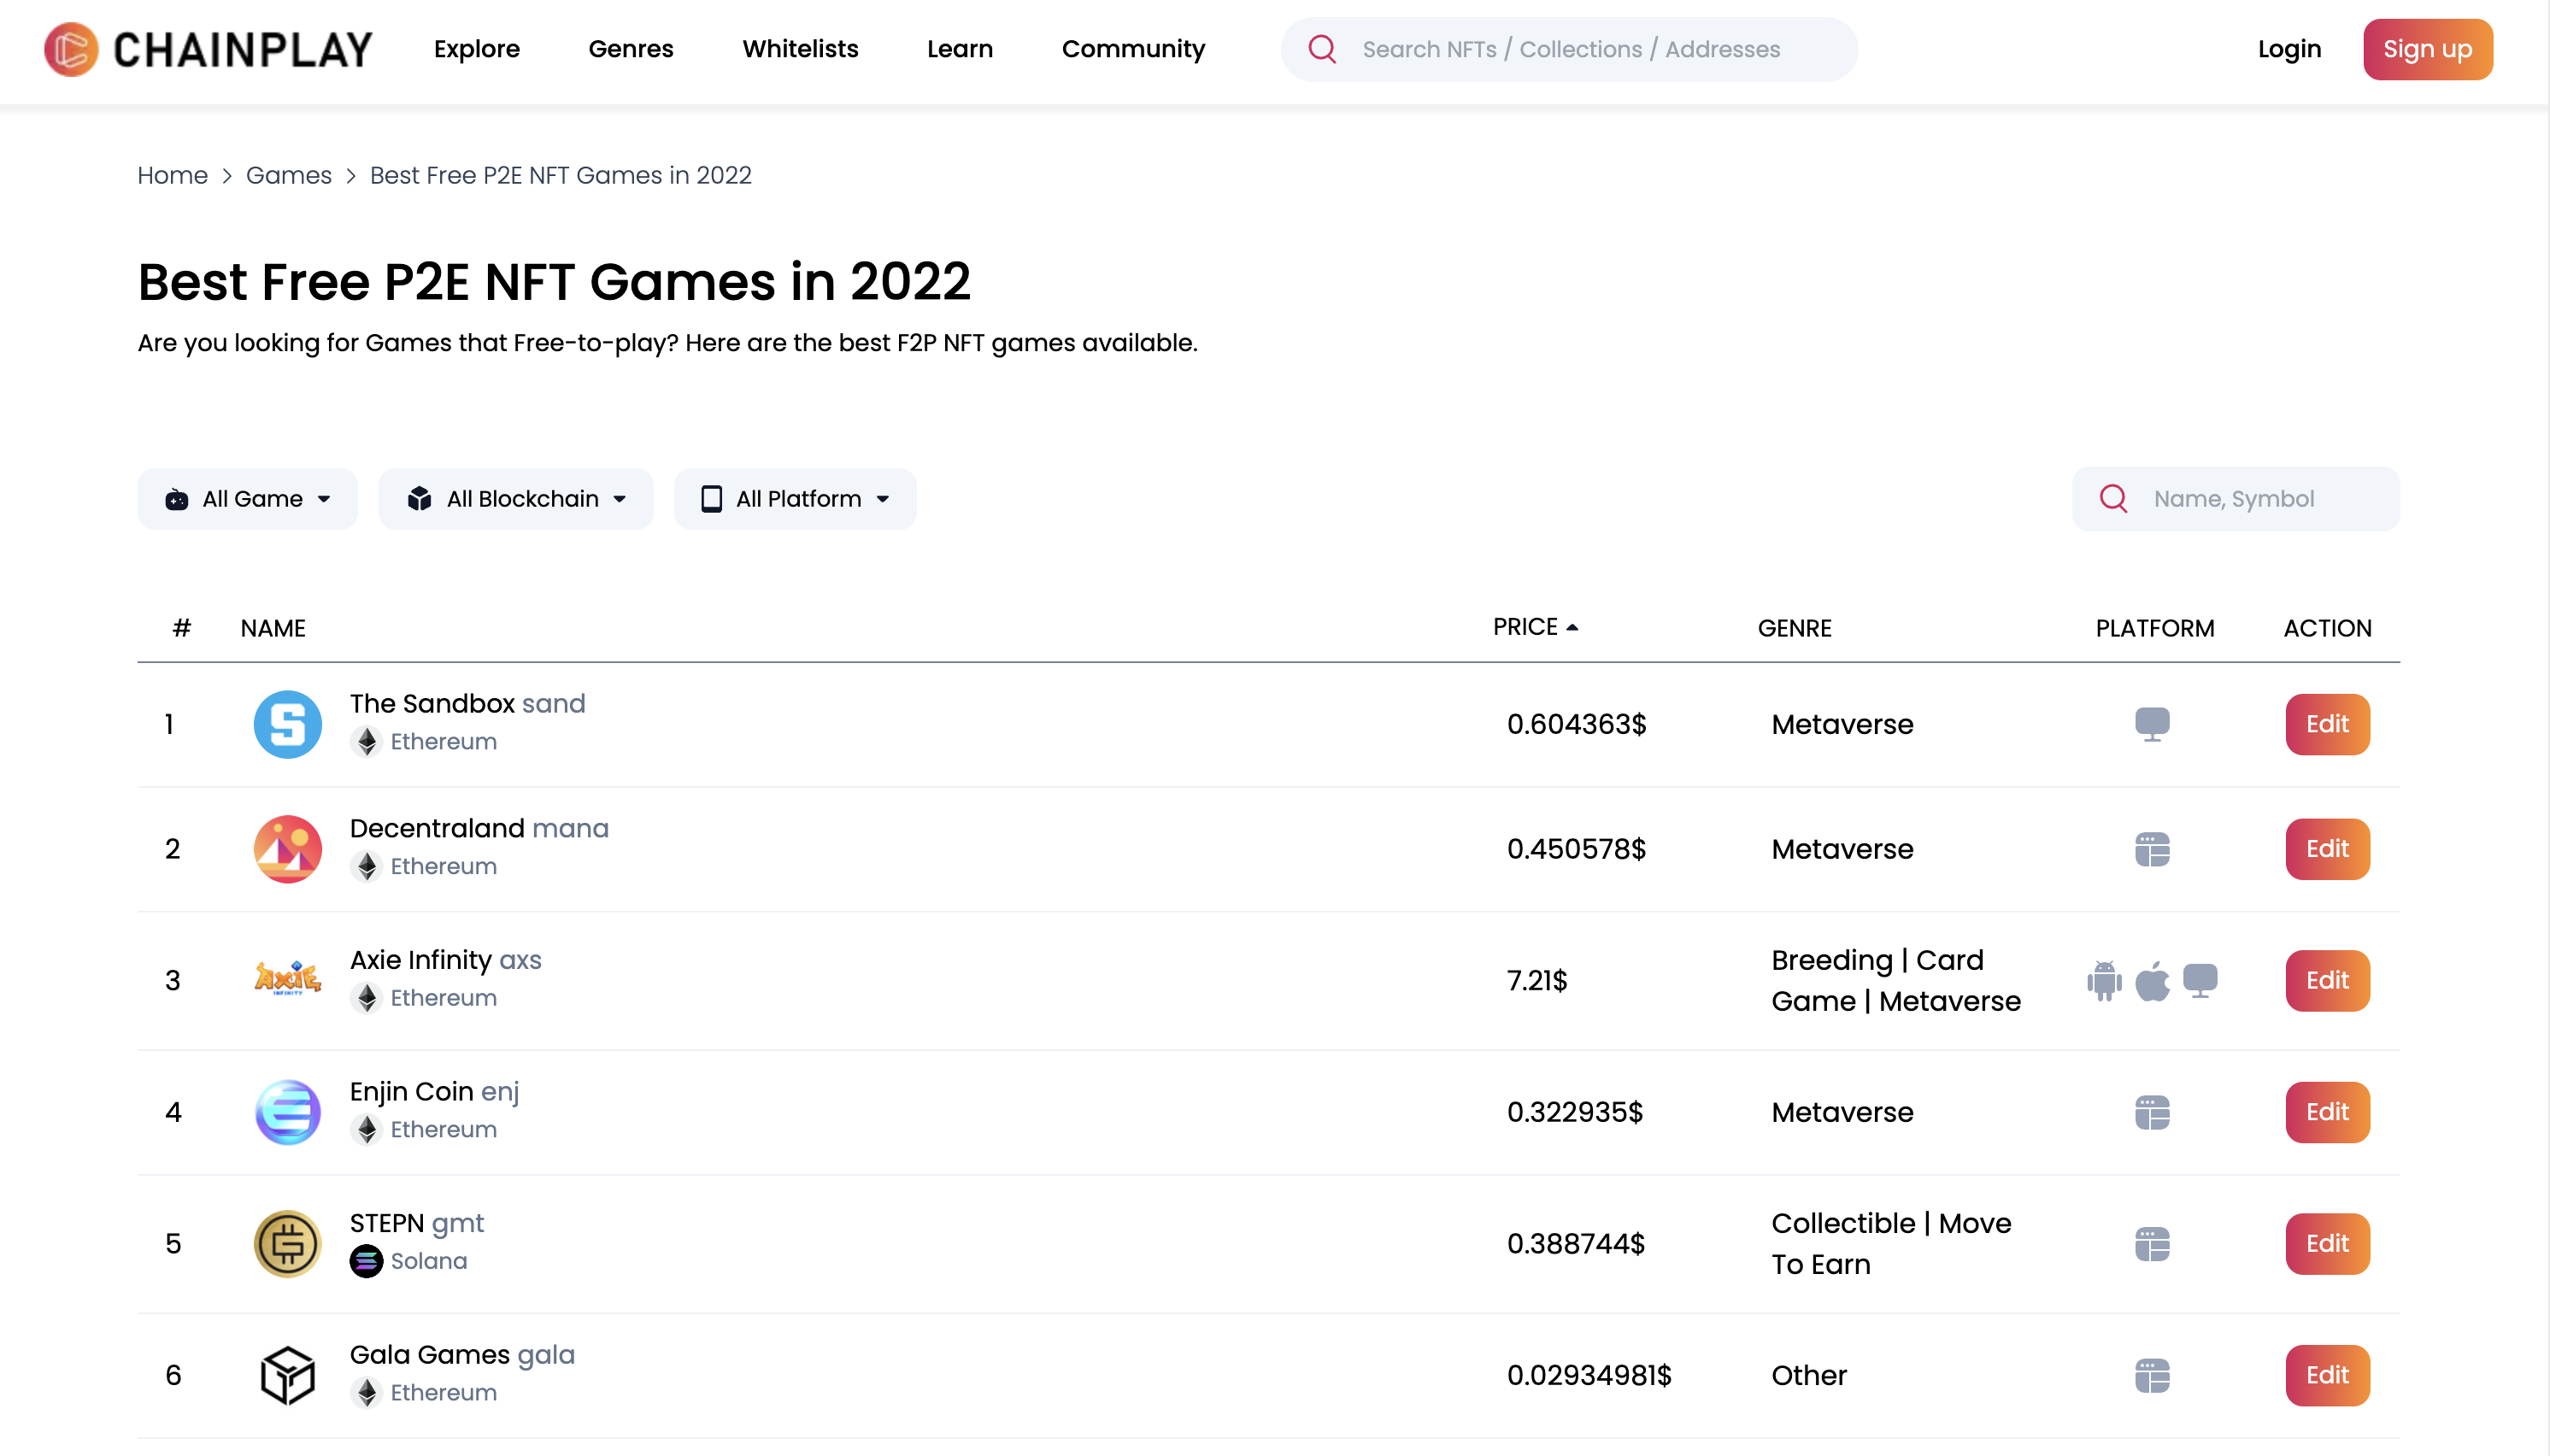 CHAINPLAY Explore Genres Whitelists Learn Community Search NFTs / Collections / Addresses Login Sign up
Home > Games > Best Free P2E NFT Games in 2022
Best Free P2E NFT Games in 2022
Are you looking for Games that Free-to-play? Here are the best F2P NFT games available.
All Game All Blockchain All Platform Name, Symbol
# NAME PRICE GENRE PLATFORM ACTION
1 The Sandbox sand 0.604363$ Metaverse Edit
Ethereum
2 Decentraland mana 0.450578$ Metaverse Edit
Ethereum
AXIE
INFINITY
3 Axie Infinity axs 7.21$ Breeding | Card Edit
Ethereum Game | Metaverse
4 Enjin Coin enj 0.322935$ Metaverse Edit
Ethereum
5 STEPN gmt 0.388744$ Collectible | Move Edit
Solana To Earn
6 Gala Games gala 0.02934981$ Other Edit
Ethereum